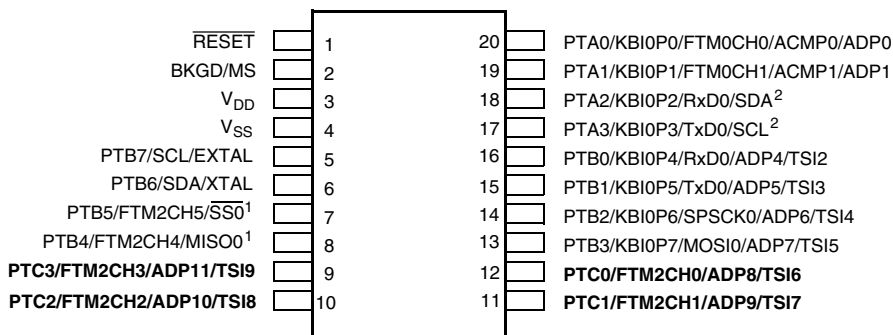 RESET 1 20 PTA0/KBI0P0/FTM0CH0/ACMP0/ADP0
BKGD/MS 2 19 PTA1/KBI0P1/FTM0CH1/ACMP1/ADP1
VDD 3 18 PTA2/KBI0P2/RxD0/SDA²
VSS 4 17 PTA3/KBI0P3/TxD0/SCL²
PTB7/SCL/EXTAL 5 16 PTB0/KBI0P4/RxD0/ADP4/TSI2
PTB6/SDA/XTAL 6 15 PTB1/KBI0P5/TxD0/ADP5/TSI3
PTB5/FTM2CH5/SS0¹ 7 14 PTB2/KBI0P6/SPSCK0/ADP6/TSI4
PTB4/FTM2CH4/MISO0¹ 8 13 PTB3/KBI0P7/MOSI0/ADP7/TSI5
PTC3/FTM2CH3/ADP11/TSI9 9 12 PTC0/FTM2CH0/ADP8/TSI6
PTC2/FTM2CH2/ADP10/TSI8 10 11 PTC1/FTM2CH1/ADP9/TSI7